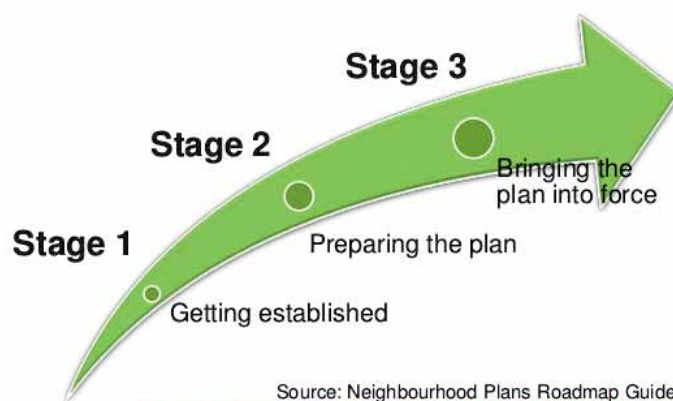 Stage 3
Stage 2
Bringing the
plan into force
Stage 1
Preparing the plan
Getting established
Source: Neighbourhood Plans Roadmap Guide